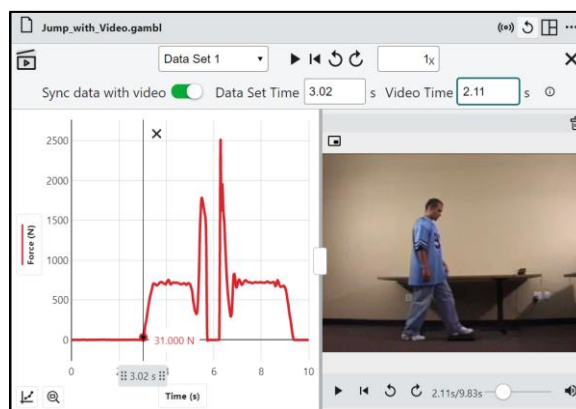 Jump_with_Video.gambl
Data Set 1
1x
Sync data with video Data Set Time 3.02 s Video Time 2.11 s
2500
2000
1500
1000
500
0
Force (N)
31.000 N
0 2 4 6 8 10
3.02 s
Time (s)
2.11s/9.83s